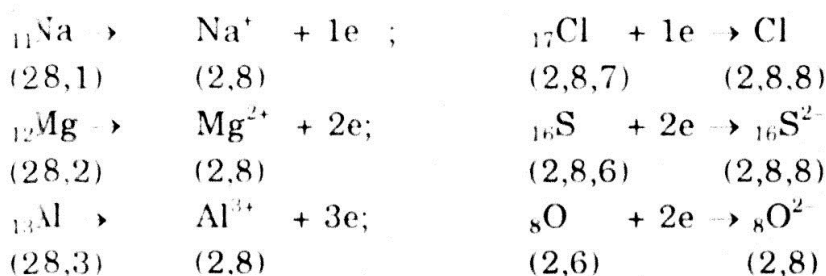 ₁₁Na → Na⁺ + 1e ; ₁₇Cl + 1e → Cl
(28,1) (2,8) (2,8,7) (2,8,8)
₁₂Mg → Mg²⁺ + 2e; ₁₆S + 2e → ₁₆S²⁻
(28,2) (2,8) (2,8,6) (2,8,8)
₁₃Al → Al³⁺ + 3e; ₈O + 2e → ₈O²⁻
(28,3) (2,8) (2,6) (2,8)